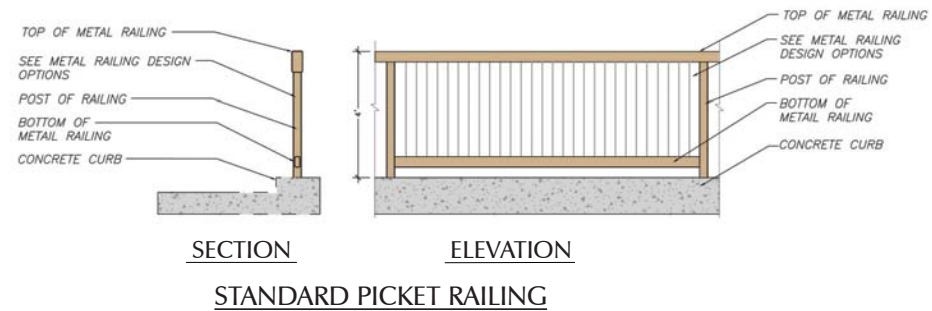 TOP OF METAL RAILING
SEE METAL RAILING DESIGN
OPTIONS
POST OF RAILING
BOTTOM OF
METAIL RAILING
CONCRETE CURB
TOP OF METAL RAILING
SEE METAL RAILING
DESIGN OPTIONS
POST OF RAILING
BOTTOM OF
METAIL RAILING
CONCRETE CURB
SECTION
ELEVATION
STANDARD PICKET RAILING